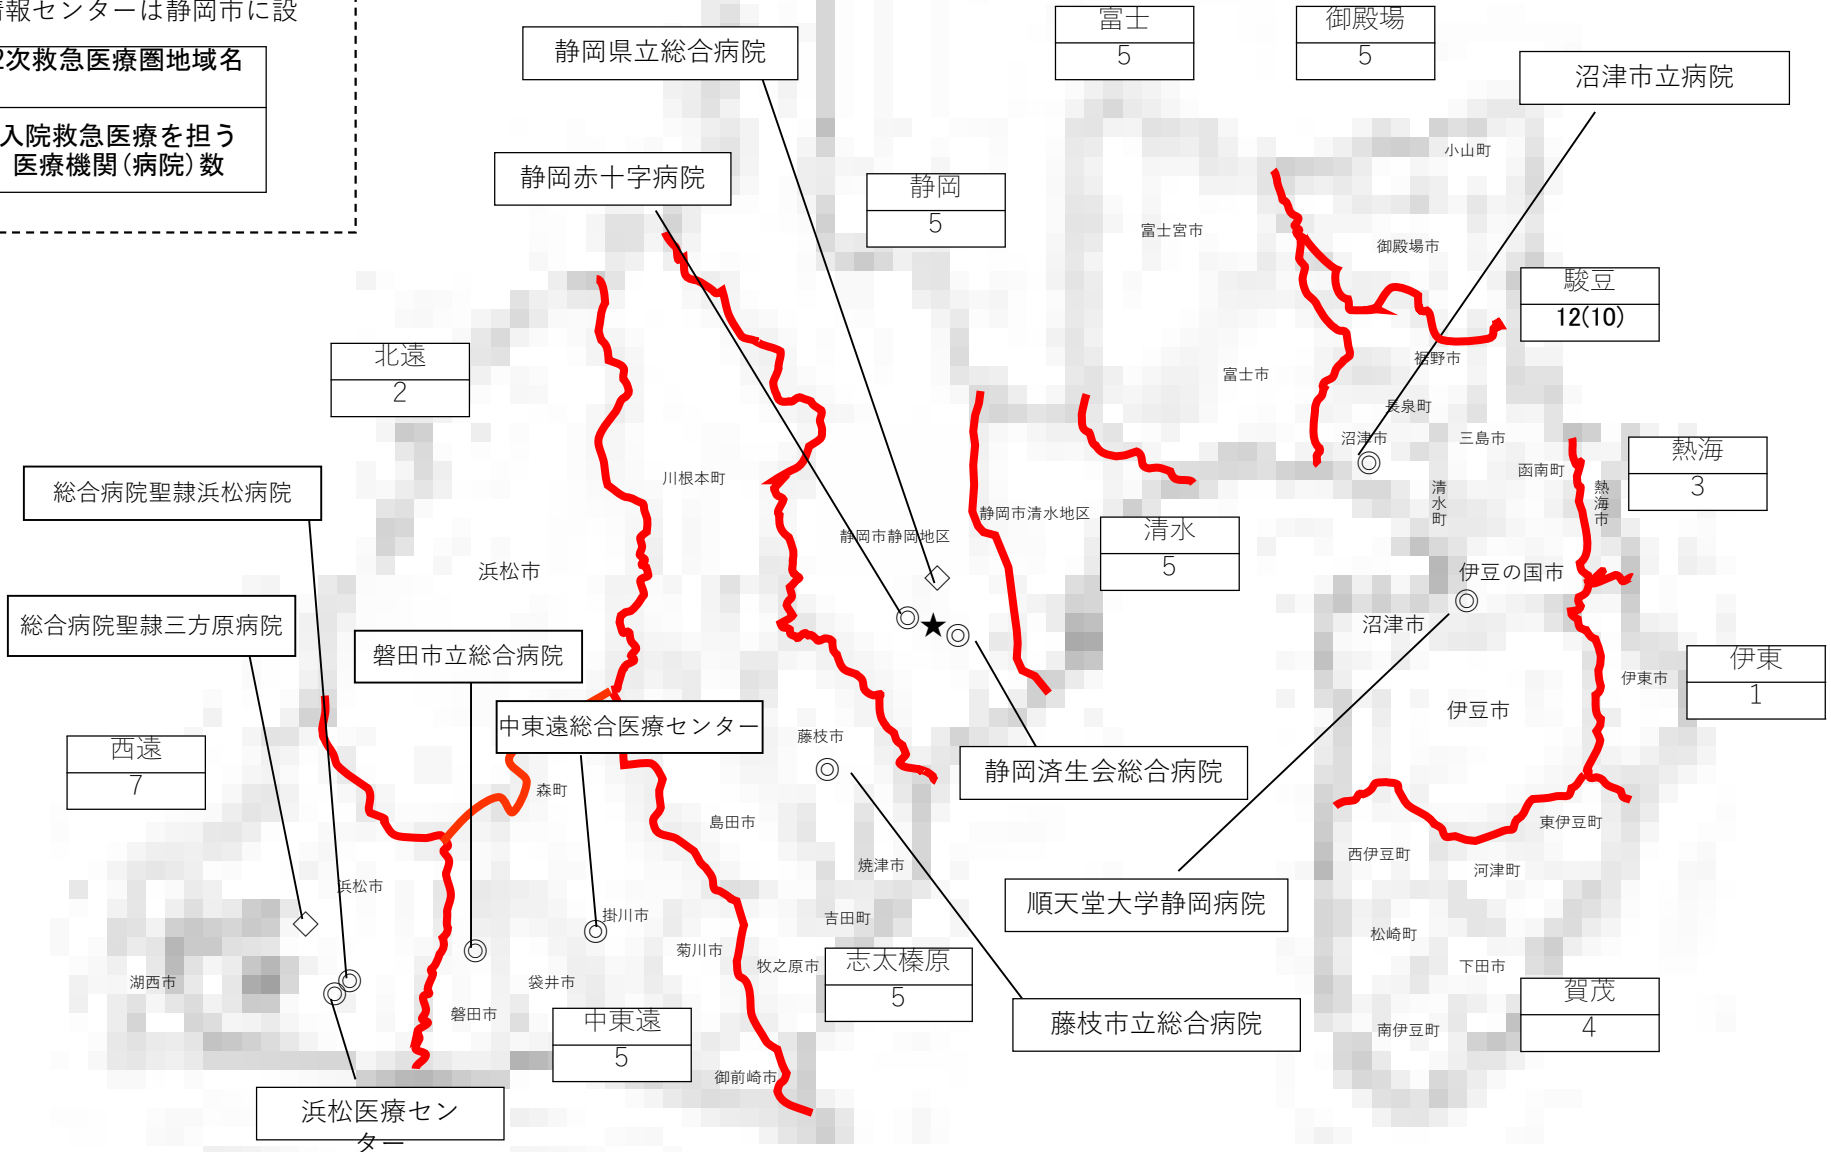 情報センターは静岡市に設
2次救急医療圏地域名
入院救急医療を担う
医療機関(病院)数
静岡県立総合病院
富士
5
御殿場
5
沼津市立病院
静岡赤十字病院
静岡
5
小山町
富士宮市
御殿場市
駿豆
12(10)
北遠
2
裾野市
富士市
長泉町
沼津市
三島市
函南町
熱海
3
総合病院聖隷浜松病院
川根本町
清水町
熱海市
静岡市清水地区
静岡市静岡地区
清水
5
浜松市
伊豆の国市
総合病院聖隷三方原病院
沼津市
磐田市立総合病院
★
伊東
1
伊東市
中東遠総合医療センター
伊豆市
西遠
7
藤枝市
静岡済生会総合病院
森町
島田市
東伊豆町
焼津市
西伊豆町
河津町
浜松市
順天堂大学静岡病院
掛川市
吉田町
松崎町
菊川市
牧之原市
志太榛原
5
下田市
湖西市
袋井市
賀茂
4
磐田市
中東遠
5
藤枝市立総合病院
南伊豆町
御前崎市
浜松医療セン
ター